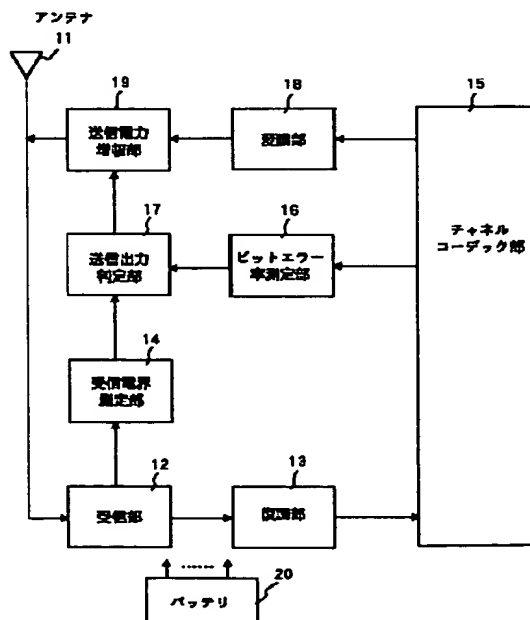 アンテナ
11
19
送信電力
増幅部
18
変調部
15
チャネル
コーデック部
17
送信出力
判定部
16
ビットエラー
率測定部
14
受信電界
測定部
12
受信部
13
復調部
バッテリ
20